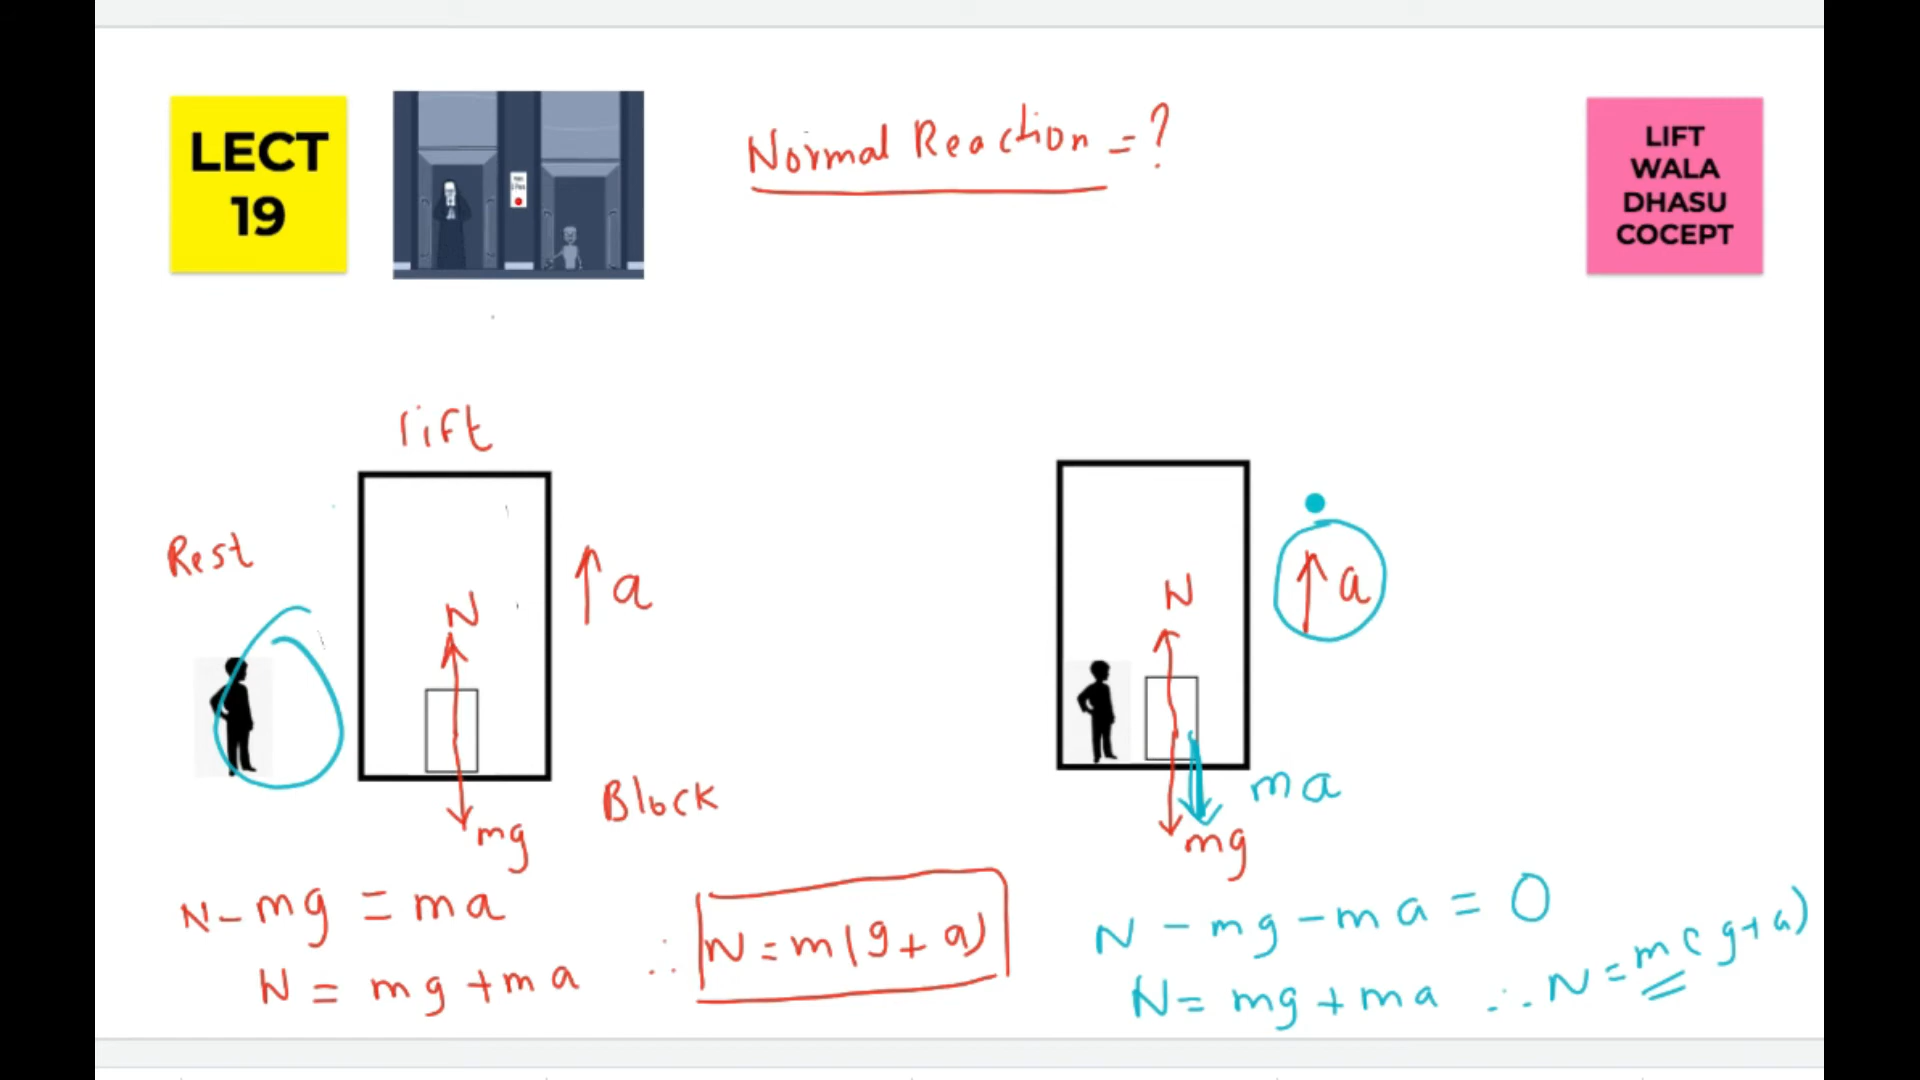 LECT
19
Normal Reaction = ?
LIFT
WALA
DHASU
COCEPT
lift
Rest
↑ a
N
mg
Block
N - mg = ma
N = mg + ma ∴ N = m(g + a)
↑ a
N
ma
mg
N - mg - ma = 0
N = mg + ma ∴ N = m(g + a)